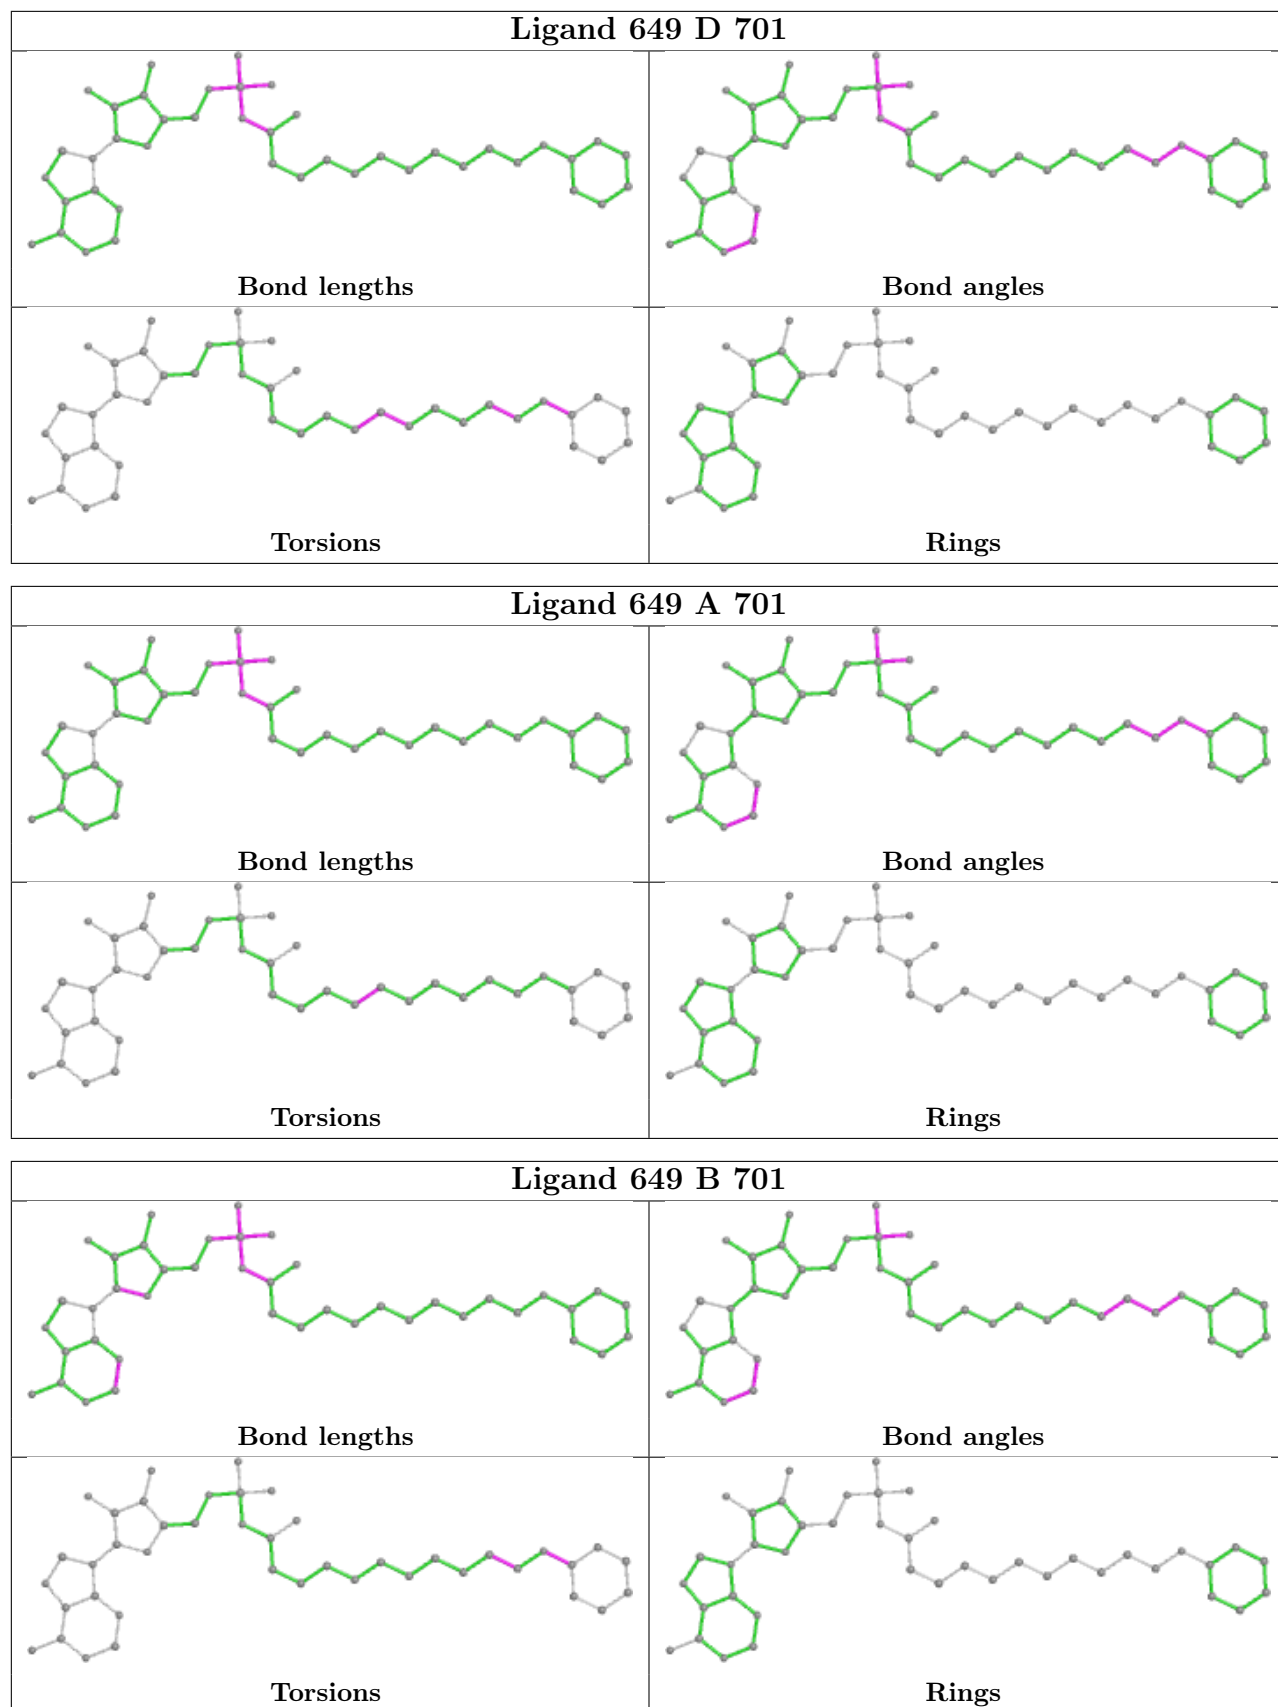 Ligand 649 D 701
Bond lengths
Bond angles
Torsions
Rings
Ligand 649 A 701
Bond lengths
Bond angles
Torsions
Rings
Ligand 649 B 701
Bond lengths
Bond angles
Torsions
Rings